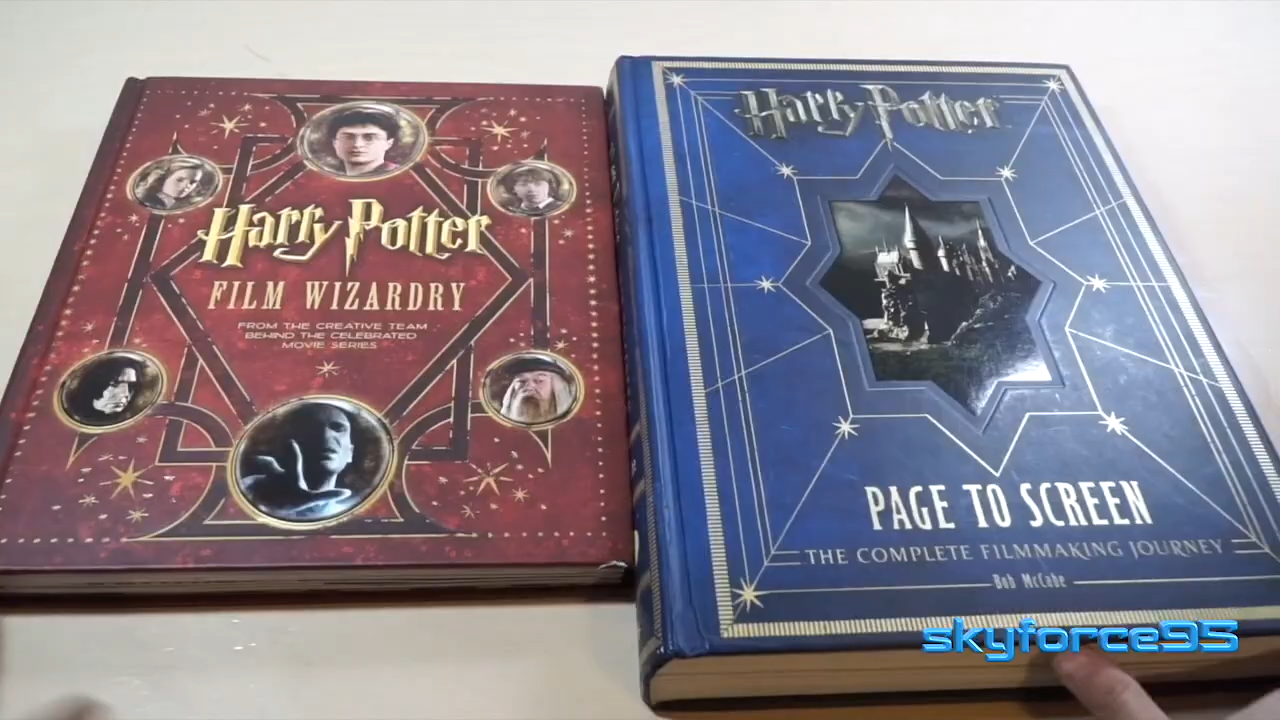 Harry Potter
FILM WIZARDRY
FROM THE CREATIVE TEAM
BEHIND THE CELEBRATED
MOVIE SERIES
Harry Potter
PAGE TO SCREEN
THE COMPLETE FILMMAKING JOURNEY
Bob McCabe
skyforce95